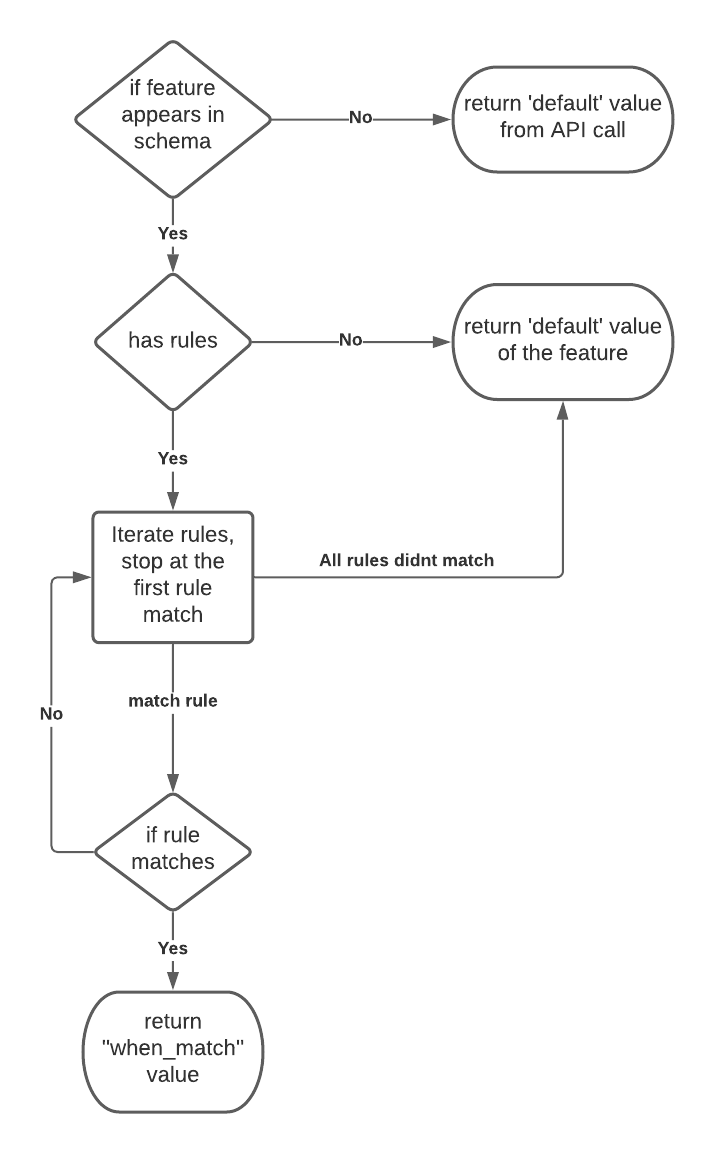 if feature
appears in
schema
No
return 'default' value
from API call
Yes
has rules
No
return 'default' value
of the feature
Yes
Iterate rules,
stop at the
first rule
match
All rules didnt match
match rule
No
if rule
matches
Yes
return
"when_match"
value